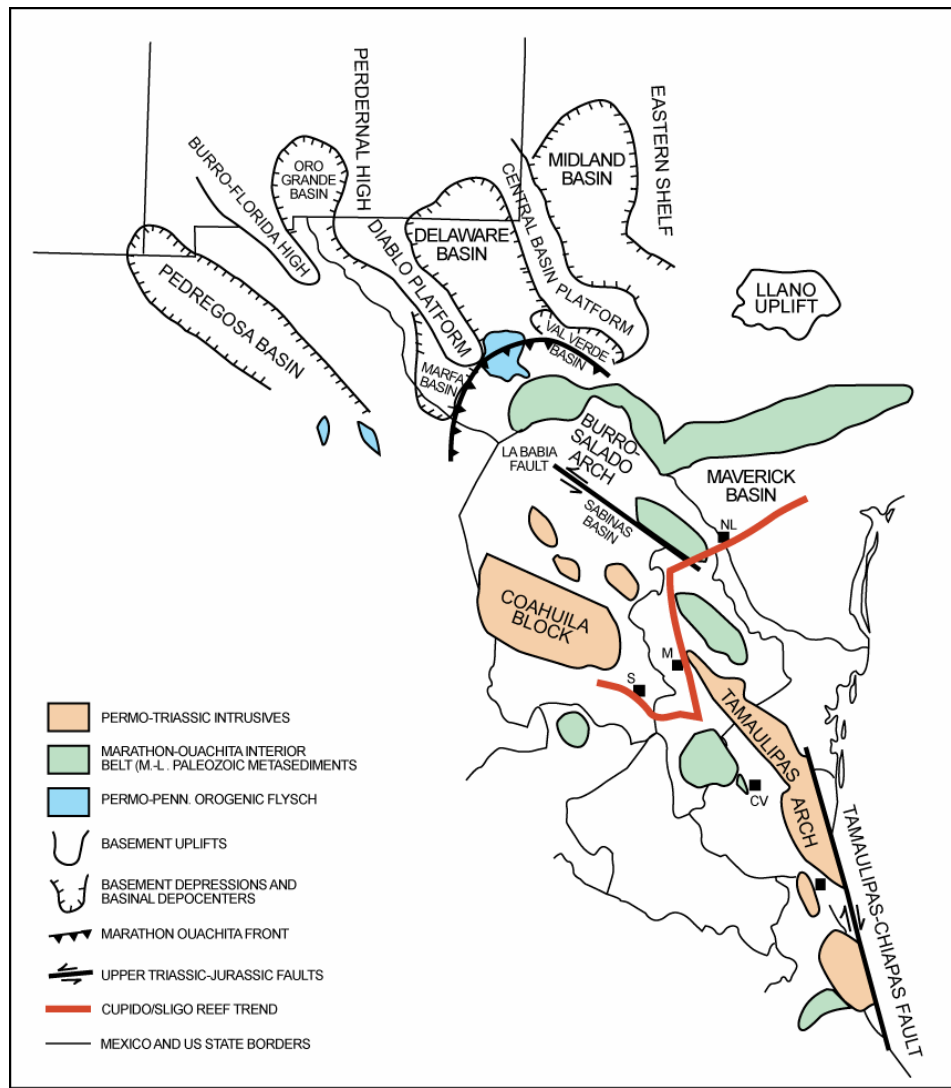 BURRO-FLORIDA HIGH
ORO
GRANDE
BASIN
PERDERNAL HIGH
DIABLO PLATFORM
DELAWARE
BASIN
CENTRAL BASIN PLATFORM
MIDLAND
BASIN
EASTERN SHELF
PEDREGOSA BASIN
LLANO
UPLIFT
MARFA
BASIN
VAL VERDE
BASIN
BURRO-
SALADO
ARCH
LA BABIA
FAULT
SABINAS
BASIN
MAVERICK
BASIN
NL
COAHUILA
BLOCK
M
S
TAMAULIPAS
ARCH
CV
TAMAULIPAS-CHIAPAS FAULT
PERMO-TRIASSIC INTRUSIVES
MARATHON-OUACHITA INTERIOR
BELT (M.-L . PALEOZOIC METASEDIMENTS
PERMO-PENN. OROGENIC FLYSCH
BASEMENT UPLIFTS
BASEMENT DEPRESSIONS AND
BASINAL DEPOCENTERS
MARATHON OUACHITA FRONT
UPPER TRIASSIC-JURASSIC FAULTS
CUPIDO/SLIGO REEF TREND
MEXICO AND US STATE BORDERS